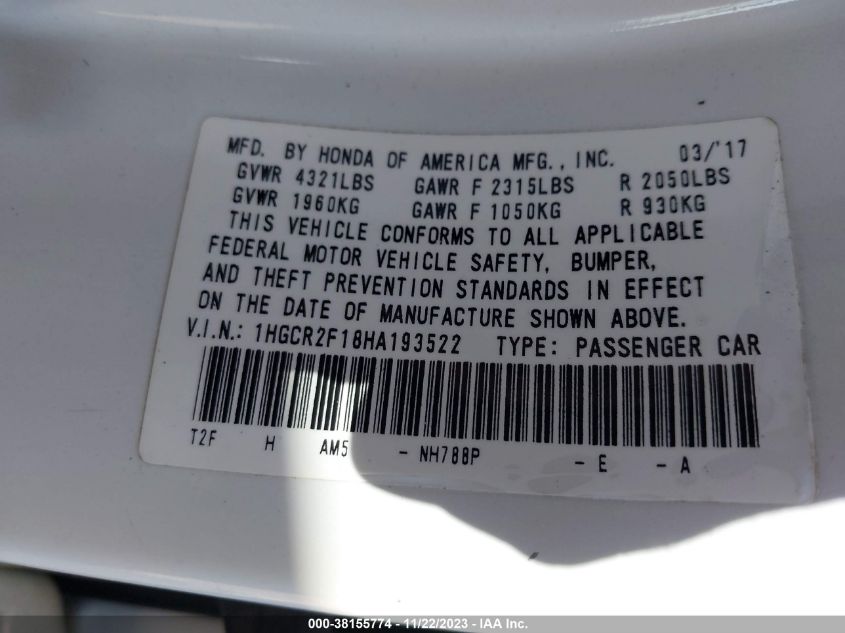 MFD. BY HONDA OF AMERICA MFG., INC. 03/'17
GVWR 4321LBS GAWR F 2315LBS R 2050LBS
GVWR 1960KG GAWR F 1050KG R 930KG
THIS VEHICLE CONFORMS TO ALL APPLICABLE
FEDERAL MOTOR VEHICLE SAFETY, BUMPER,
AND THEFT PREVENTION STANDARDS IN EFFECT
ON THE DATE OF MANUFACTURE SHOWN ABOVE.
V.I.N.: 1HGCR2F18HA193522 TYPE: PASSENGER CAR
T2F H AM5 - NH788P - E - A
000-38155774 - 11/22/2023 - IAA Inc.